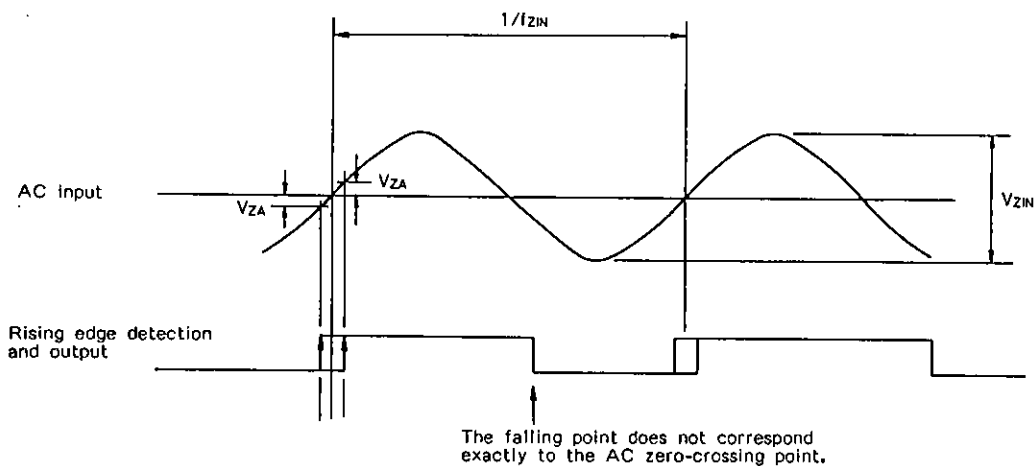 1/fZIN
AC input
VZA
VZA
VZIN
Rising edge detection
and output
The falling point does not correspond
exactly to the AC zero-crossing point.